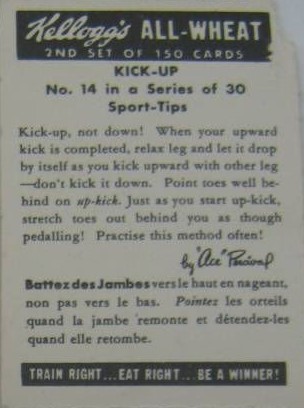 Kellogg's ALL-WHEAT
2ND SET OF 150 CARDS
KICK-UP
No. 14 in a Series of 30
Sport-Tips
Kick-up, not down! When your upward
kick is completed, relax leg and let it drop
by itself as you kick upward with other leg
—don't kick it down. Point toes well be-
hind on up-kick. Just as you start up-kick,
stretch toes out behind you as though
pedalling! Practise this method often!
by "Ace" Percival
Battez des Jambes vers le haut en nageant,
non pas vers le bas. Pointez les orteils
quand la jambe remonte et détendez-les
quand elle retombe.
TRAIN RIGHT...EAT RIGHT...BE A WINNER!